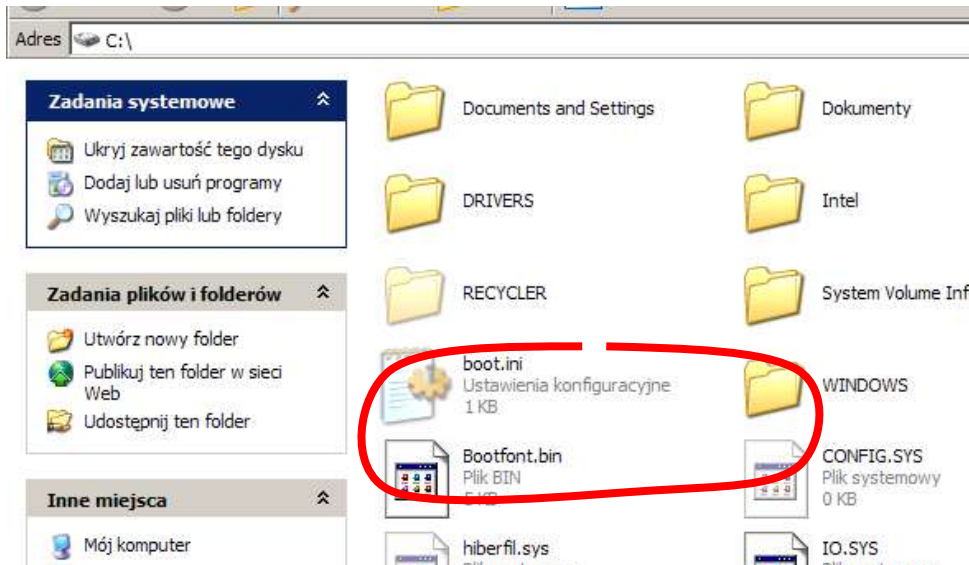 Adres C:\
Zadania systemowe
Ukryj zawartość tego dysku
Dodaj lub usuń programy
Wyszukaj pliki lub foldery
Zadania plików i folderów
Utwórz nowy folder
Publikuj ten folder w sieci
Web
Udostępnij ten folder
Inne miejsca
Mój komputer
Documents and Settings
Dokumenty
DRIVERS
Intel
RECYCLER
System Volume Inf
boot.ini
Ustawienia konfiguracyjne
1 KB
WINDOWS
Bootfont.bin
Plik BIN
5 KB
CONFIG.SYS
Plik systemowy
0 KB
hiberfil.sys
IO.SYS